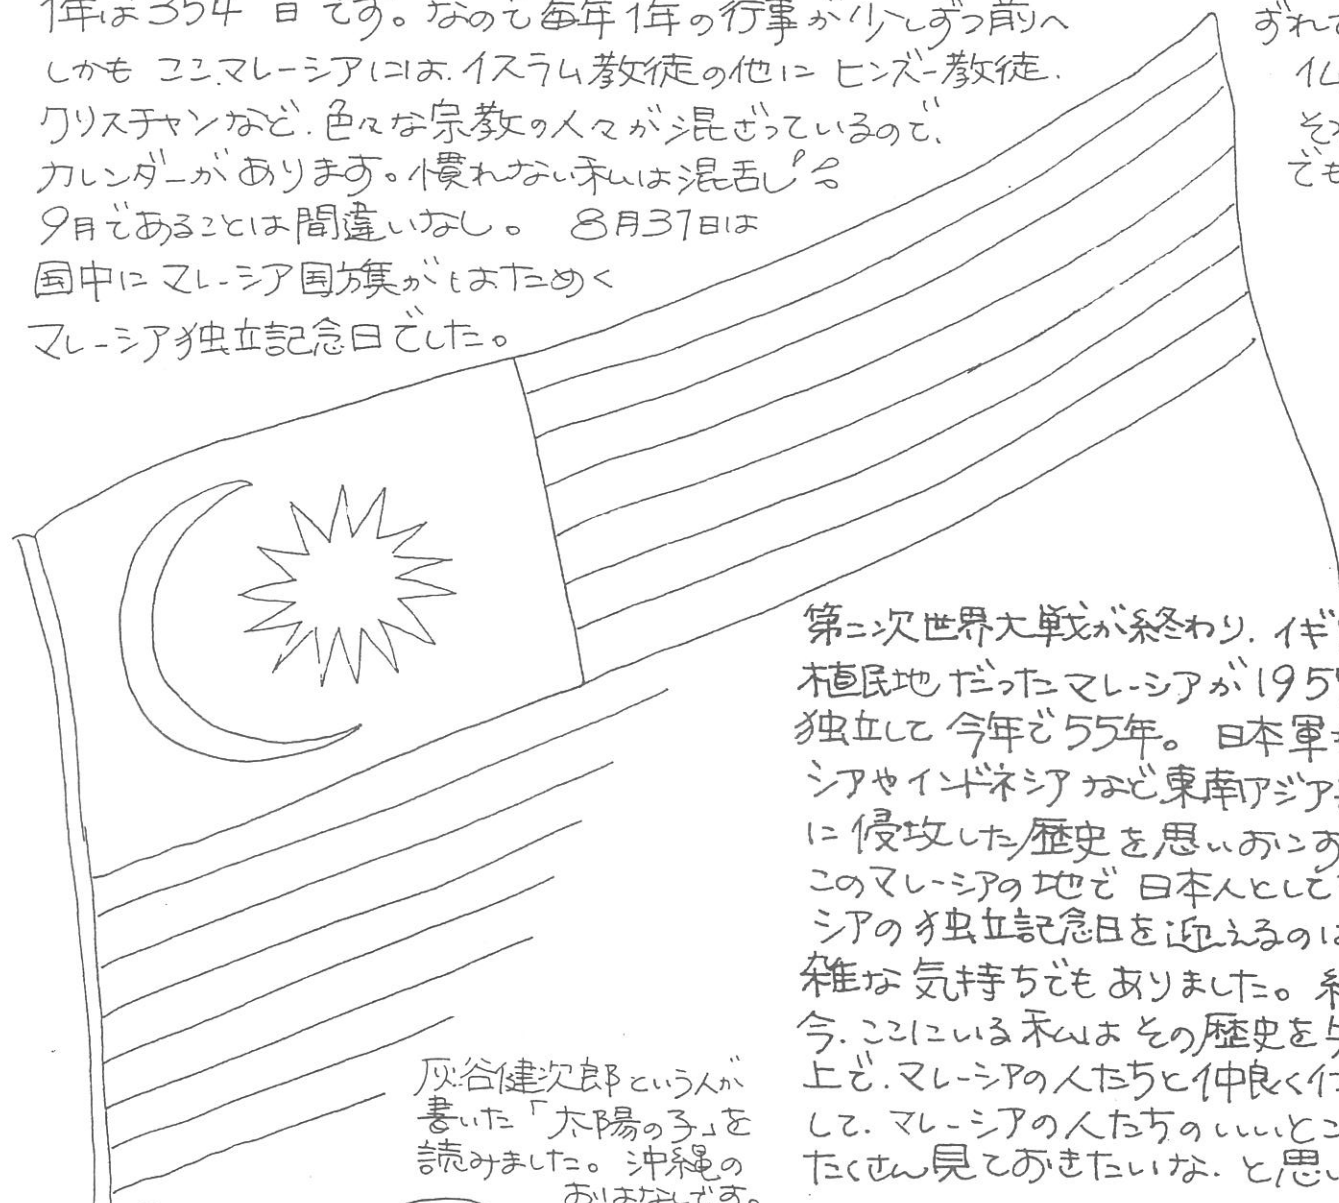 1年は354日です。なので毎年1年の行事が少しずつ前へ
ずれて
しかも ここ、マレーシアには、イスラム教徒の他に ヒンズー教徒、
仏
クリスチャンなど、色々な宗教の人々が混ざっているので、
カレンダーがあります。慣れない私は混乱し
でも
9月であることは間違いなし。 8月31日は
国中に マレーシア国旗がはためく
マレーシア独立記念日でした。
第二次世界大戦が終わり、イギ
植民地だったマレーシアが195
独立して 今年で55年。 日本軍
シアやインドネシアなど東南アジア
に侵攻した歴史を思いおこす
このマレーシアの地で 日本人として
シアの独立記念日を迎えるのは
雑な気持ちでもありました。
今、ここにいる私は その歴史を
上で、マレーシアの人たちと仲良く付
して、マレーシアの人たちのいいとこ
たくさん見ておきたいな、と思い
灰谷健次郎という人が
書いた「太陽の子」を
読みました。 沖縄の
おはなしです。